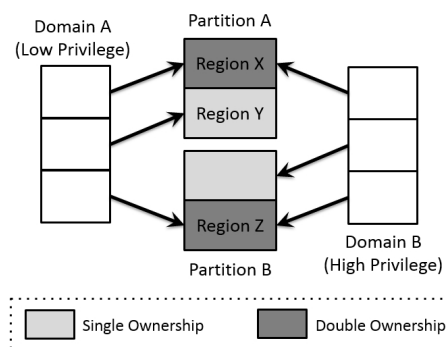 Domain A
(Low Privilege)
Partition A
Region X
Region Y
Region Z
Partition B
Domain B
(High Privilege)
Single Ownership
Double Ownership